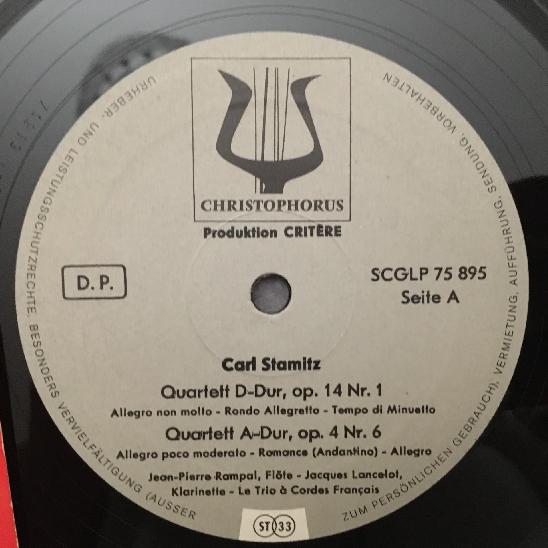 CHRISTOPHORUS
Produktion CRITÈRE
D. P.
SCGLP 75 895
Seite A
Carl Stamitz
Quartett D-Dur, op. 14 Nr. 1
Allegro non molto - Rondo Allegretto - Tempo di Minuetto
Quartett A-Dur, op. 4 Nr. 6
Allegro poco moderato - Romance (Andantino) - Allegro
Jean-Pierre Rampal, Flöte - Jacques Lancelot,
Klarinette - Le Trio à Cordes Français
ST 33
URHEBER- UND LEISTUNGSSCHUTZRECHTE, BESONDERS VERVIELFÄLTIGUNG (AUSSER
ZUM PERSÖNLICHEN GEBRAUCH), VERMIETUNG, AUFFÜHRUNG, SENDUNG, VORBEHALTEN